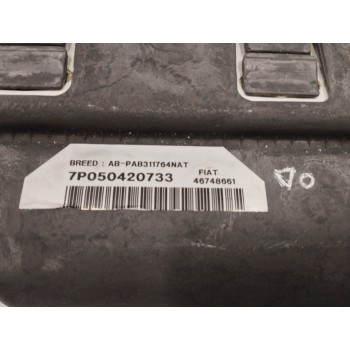 BREED : AB-PAB311764NAT
7P050420733 FIAT
46748661